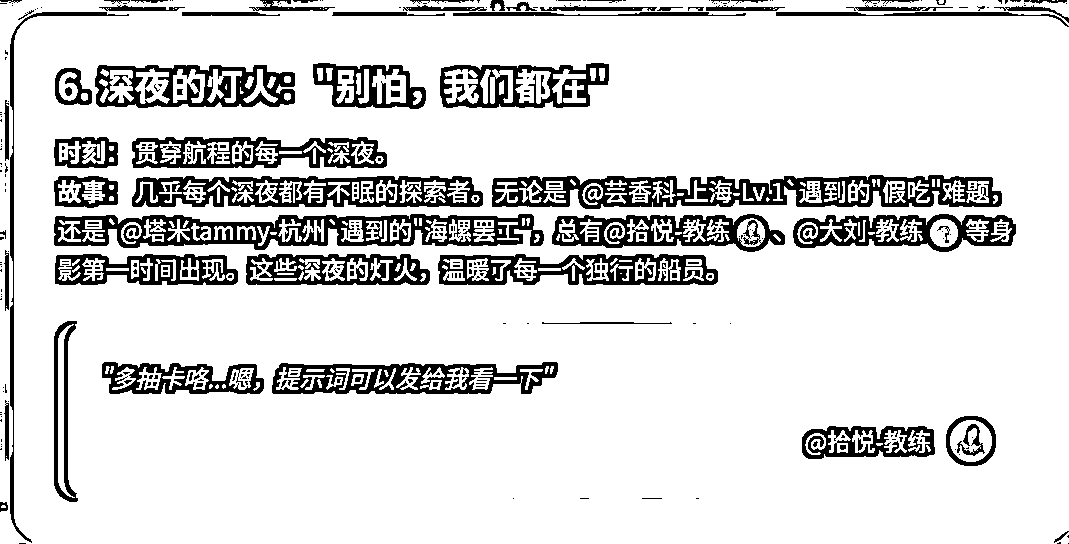 6. 深夜的灯火："别怕，我们都在"
时刻：贯穿航程的每一个深夜。
故事：几乎每个深夜都有不眠的探索者。无论是`@芸香科-上海-Lv.1`遇到的"假吃"难题，
还是`@塔米tammy-杭州`遇到的"海螺罢工"，总有@拾悦-教练、@大刘-教练 等身
影第一时间出现。这些深夜的灯火，温暖了每一个独行的船员。
"多抽卡咯...嗯，提示词可以发给我看一下"
@拾悦-教练